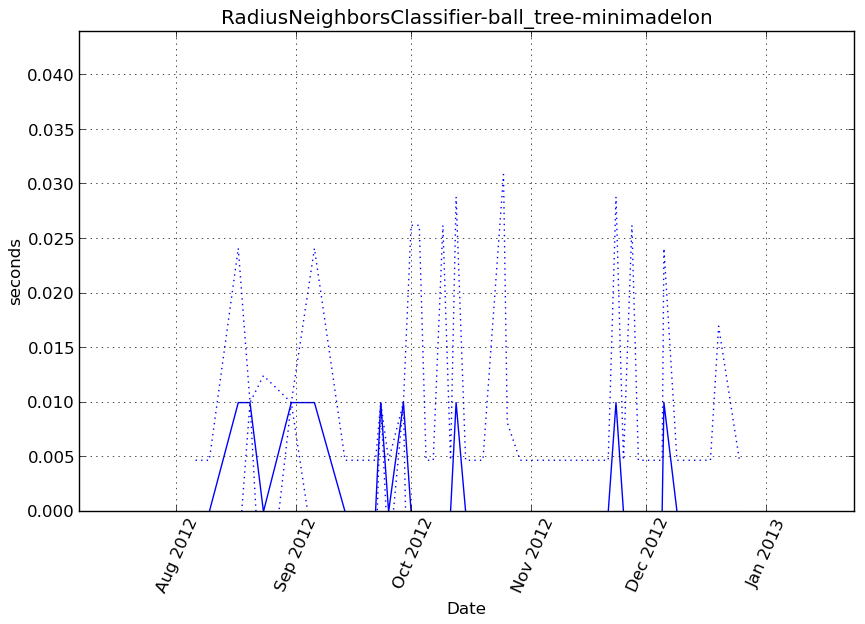 RadiusNeighborsClassifier-ball_tree-minimadelon
0.040
0.035
0.030
0.025
0.020
0.015
0.010
0.005
0.000
seconds
Aug 2012
Sep 2012
Oct 2012
Nov 2012
Dec 2012
Jan 2013
Date